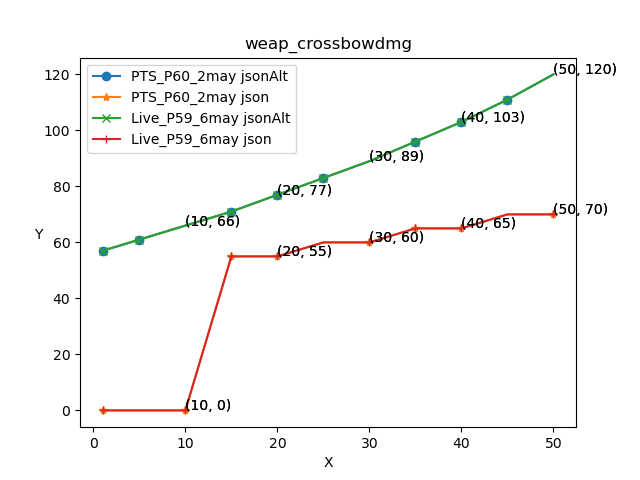 weap_crossbowdmg
PTS_P60_2may jsonAlt
PTS_P60_2may json
Live_P59_6may jsonAlt
Live_P59_6may json
(50, 120)
(40, 103)
(30, 89)
(20, 77)
(10, 66)
(50, 70)
(40, 65)
(30, 60)
(20, 55)
(10, 0)
120
100
80
60
40
20
0
Y
0 10 20 30 40 50
X